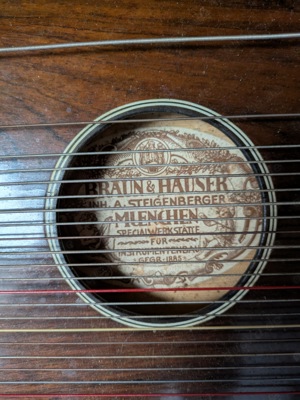 BRAUN & HAUSER
INH. A. STEIGENBERGER
MUENCHEN
SPECIALWERKSTÄTTE
FÜR
INSTRUMENTENBAU
GEGR. 1885